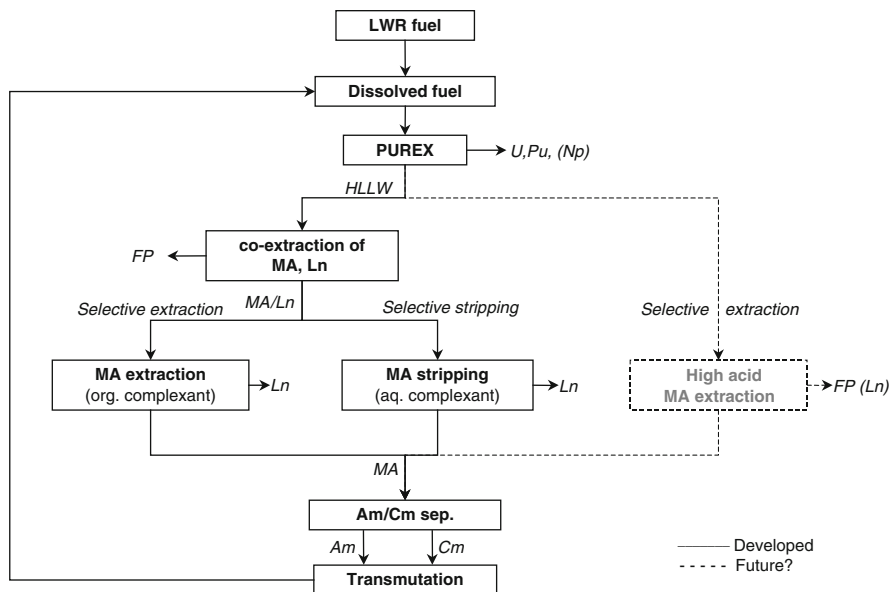 LWR fuel
Dissolved fuel
PUREX
U,Pu, (Np)
HLLW
co-extraction of
MA, Ln
FP
MA/Ln
Selective extraction
Selective stripping
Selective extraction
MA extraction
(org. complexant)
Ln
MA stripping
(aq. complexant)
Ln
High acid
MA extraction
FP (Ln)
MA
Am/Cm sep.
Am
Cm
Transmutation
Developed
Future?